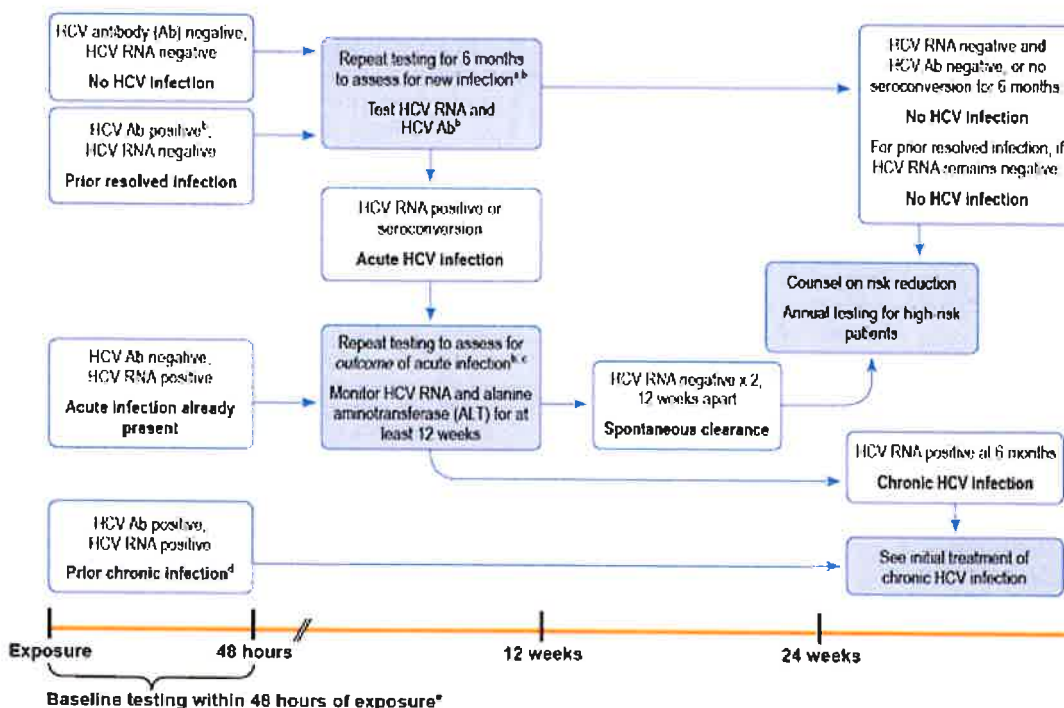 HCV antibody (Ab) negative,
HCV RNA negative
No HCV infection
HCV Ab positiveᵇ,
HCV RNA negative
Prior resolved infection
Repeat testing for 6 months
to assess for new infectionᵃ,ᵇ
Test HCV RNA and
HCV Abᵇ
HCV RNA negative and
HCV Ab negative, or no
seroconversion for 6 months
No HCV infection
For prior resolved infection, if
HCV RNA remains negative
No HCV infection
HCV RNA positive or
seroconversion
Acute HCV infection
Counsel on risk reduction
Annual testing for high-risk
patients
HCV Ab negative,
HCV RNA positive
Acute infection already
present
Repeat testing to assess for
outcome of acute infectionᵇ,ᶜ
Monitor HCV RNA and alanine
aminotransferase (ALT) for at
least 12 weeks
HCV RNA negative x 2,
12 weeks apart
Spontaneous clearance
HCV RNA positive at 6 months
Chronic HCV infection
HCV Ab positive,
HCV RNA positive
Prior chronic infectionᵈ
See initial treatment of
chronic HCV infection
Exposure
48 hours
12 weeks
24 weeks
Baseline testing within 48 hours of exposure